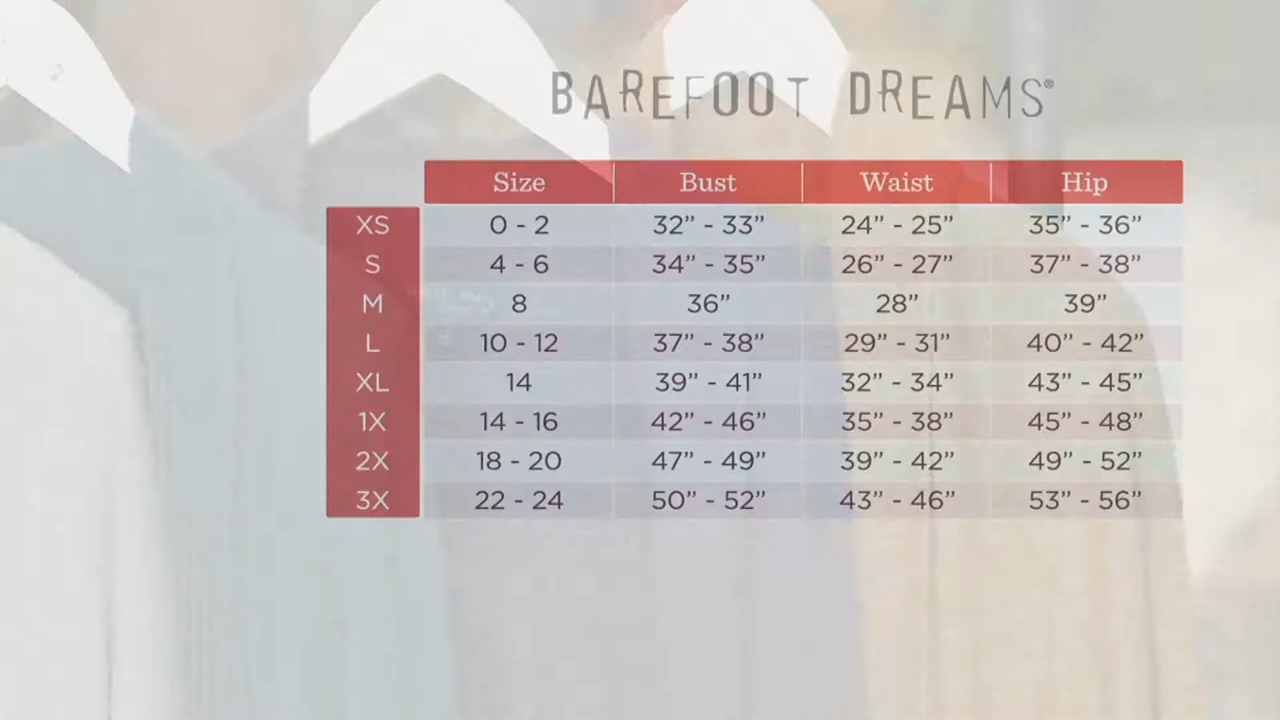 BAREFOOT DREAMS®
Size Bust Waist Hip
XS 0 - 2 32” - 33” 24” - 25” 35” - 36”
S 4 - 6 34” - 35” 26” - 27” 37” - 38”
M 8 36” 28” 39”
L 10 - 12 37” - 38” 29” - 31” 40” - 42”
XL 14 39” - 41” 32” - 34” 43” - 45”
1X 14 - 16 42” - 46” 35” - 38” 45” - 48”
2X 18 - 20 47” - 49” 39” - 42” 49” - 52”
3X 22 - 24 50” - 52” 43” - 46” 53” - 56”